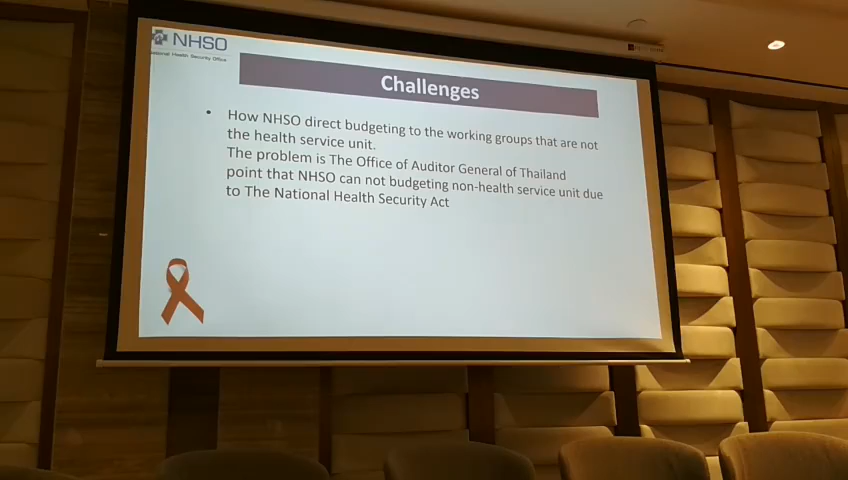 NHSO
National Health Security Office
Challenges
• How NHSO direct budgeting to the working groups that are not
the health service unit.
The problem is The Office of Auditor General of Thailand
point that NHSO can not budgeting non-health service unit due
to The National Health Security Act